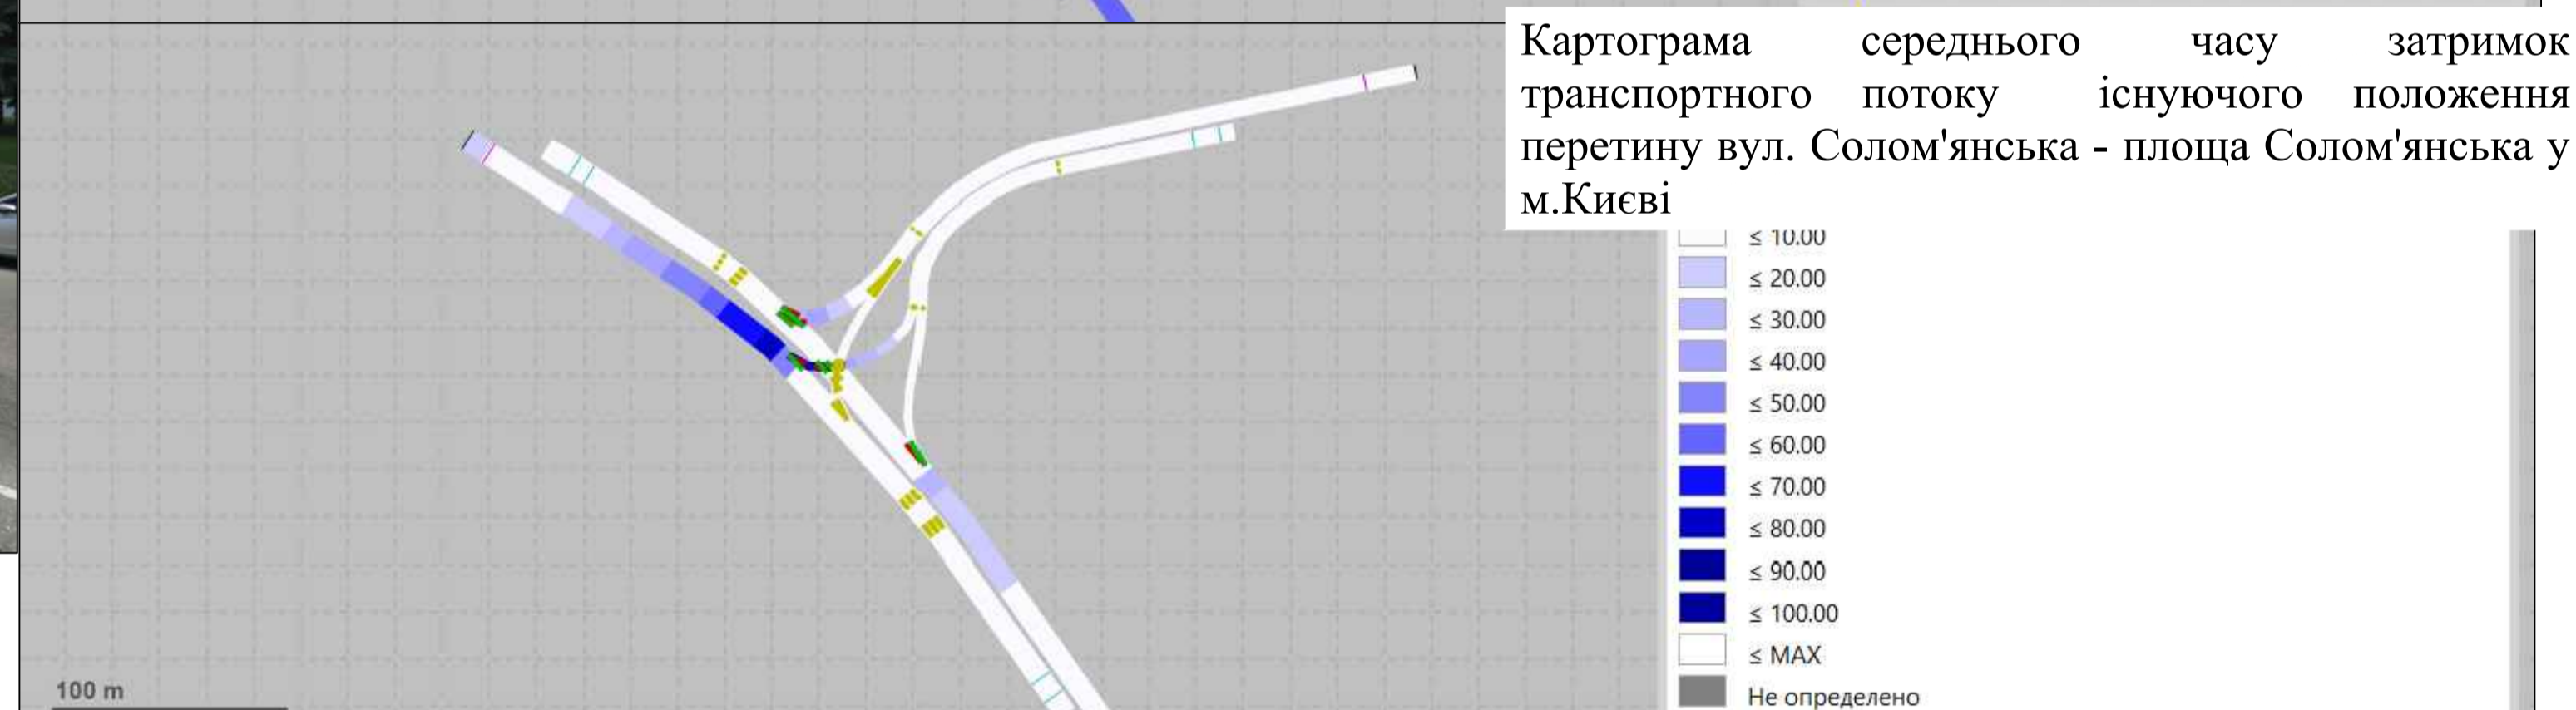 Картограма середнього часу затримок
транспортного потоку існуючого положення
перетину вул. Солом'янська - площа Солом'янська у
м.Києві
≤ 10.00
≤ 20.00
≤ 30.00
≤ 40.00
≤ 50.00
≤ 60.00
≤ 70.00
≤ 80.00
≤ 90.00
≤ 100.00
≤ MAX
Не определено
100 m